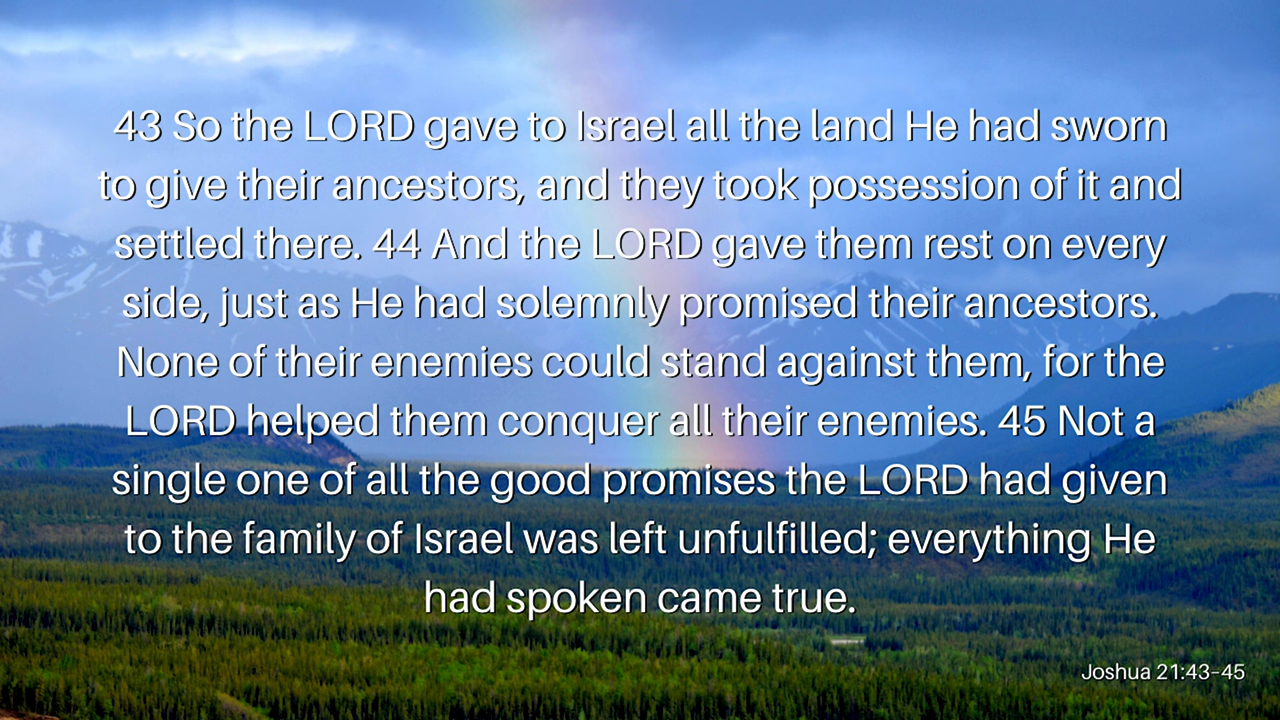 43 So the LORD gave to Israel all the land He had sworn
to give their ancestors, and they took possession of it and
settled there. 44 And the LORD gave them rest on every
side, just as He had solemnly promised their ancestors.
None of their enemies could stand against them, for the
LORD helped them conquer all their enemies. 45 Not a
single one of all the good promises the LORD had given
to the family of Israel was left unfulfilled; everything He
had spoken came true.
Joshua 21:43-45